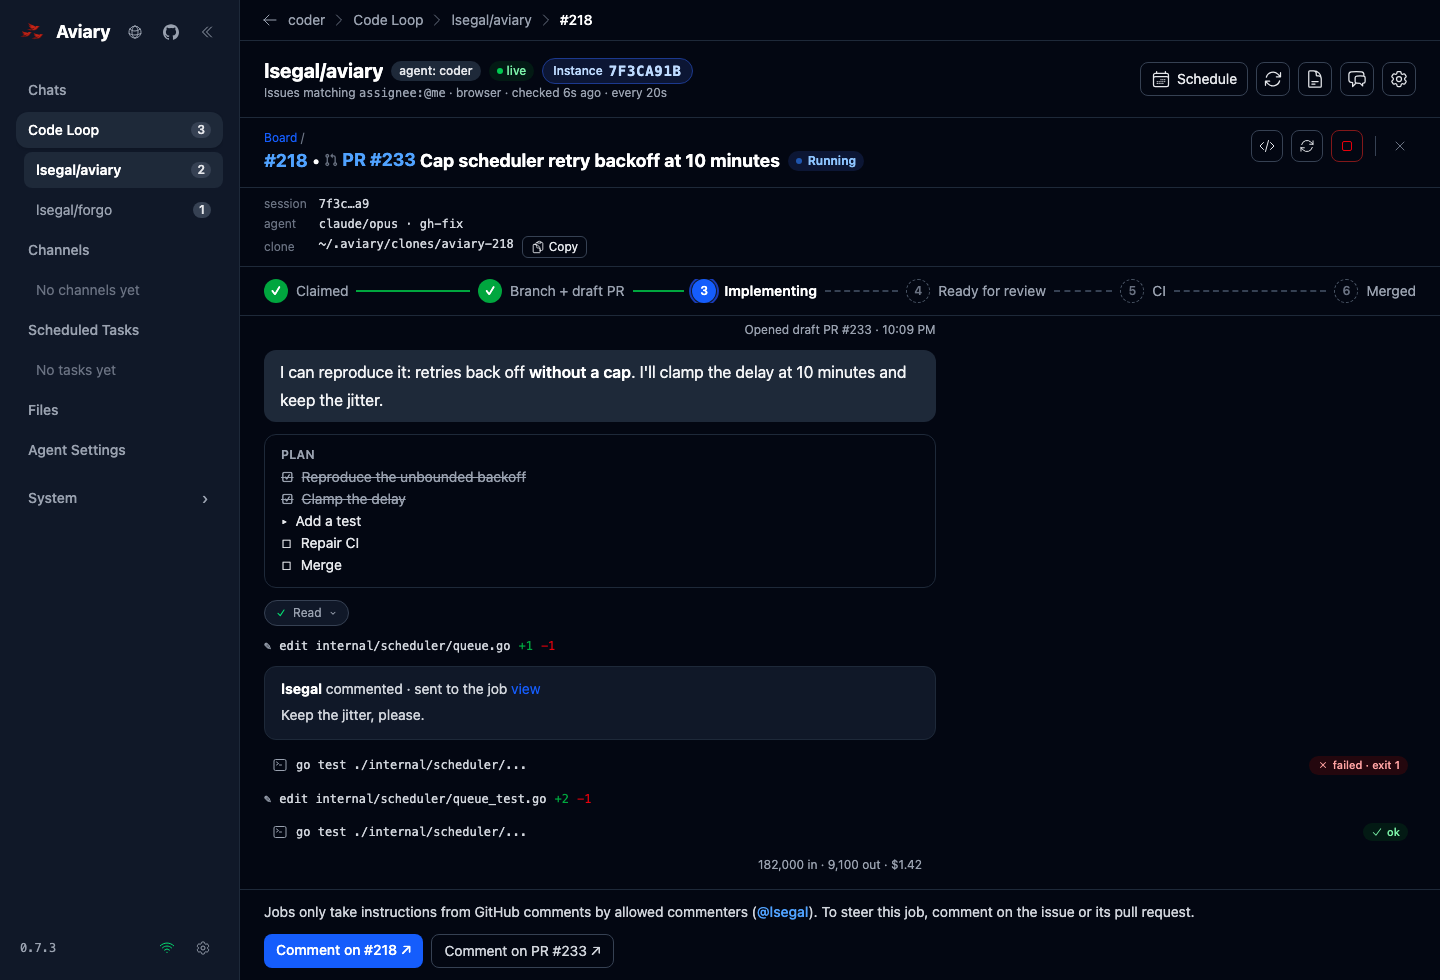 Aviary
Chats
Code Loop 3
lsegal/aviary 2
lsegal/forgo 1
Channels
No channels yet
Scheduled Tasks
No tasks yet
Files
Agent Settings
System
0.7.3
coder Code Loop lsegal/aviary #218
lsegal/aviary agent: coder live Instance 7F3CA91B
Issues matching assignee:@me · browser · checked 6s ago · every 20s
Schedule
Board /
#218 • PR #233 Cap scheduler retry backoff at 10 minutes Running
session 7f3c…a9
agent claude/opus · gh-fix
clone ~/.aviary/clones/aviary-218 Copy
Claimed Branch + draft PR 3 Implementing 4 Ready for review 5 CI 6 Merged
Opened draft PR #233 · 10:09 PM
I can reproduce it: retries back off without a cap. I'll clamp the delay at 10 minutes and
keep the jitter.
PLAN
Reproduce the unbounded backoff
Clamp the delay
Add a test
Repair CI
Merge
Read
edit internal/scheduler/queue.go +1 −1
lsegal commented · sent to the job view
Keep the jitter, please.
go test ./internal/scheduler/... × failed · exit 1
edit internal/scheduler/queue_test.go +2 −1
go test ./internal/scheduler/... ✓ ok
182,000 in · 9,100 out · $1.42
Jobs only take instructions from GitHub comments by allowed commenters (@lsegal). To steer this job, comment on the issue or its pull request.
Comment on #218 ↗ Comment on PR #233 ↗